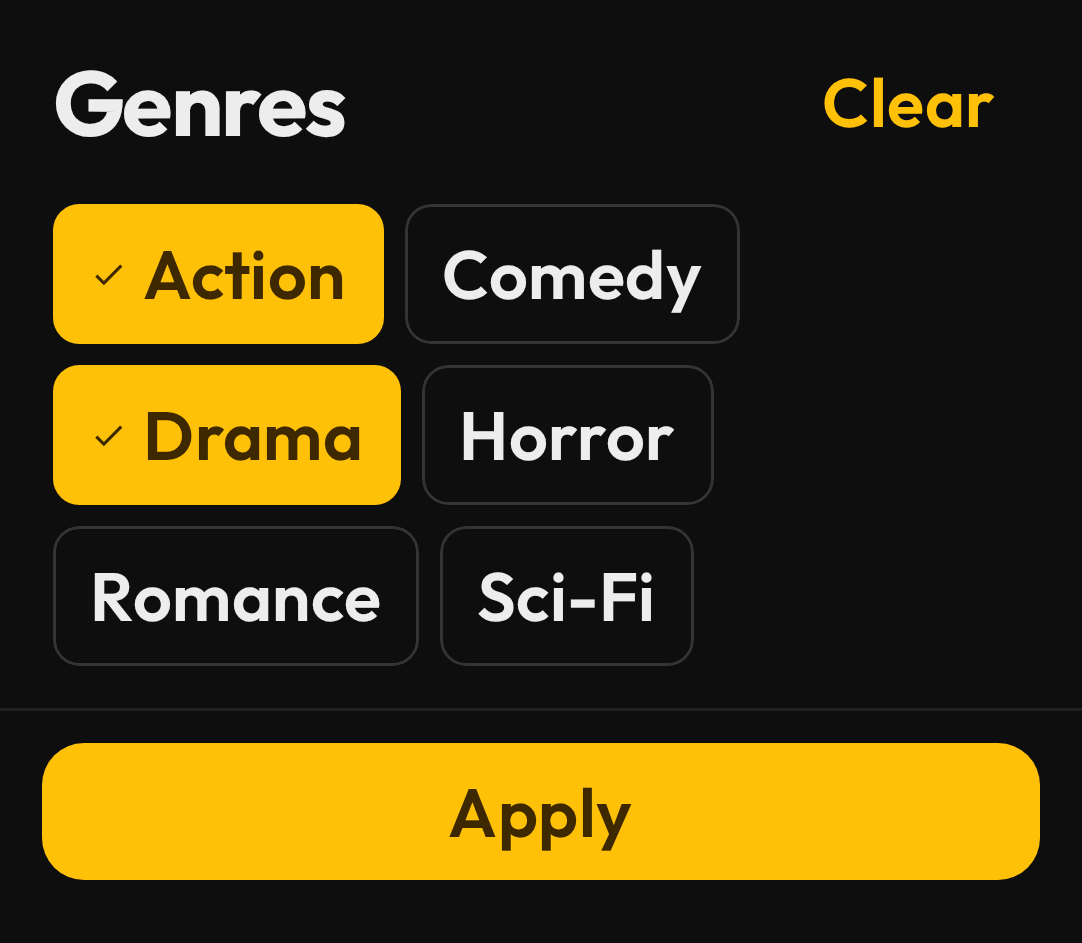 Genres Clear
Action Comedy
Drama Horror
Romance Sci-Fi
Apply